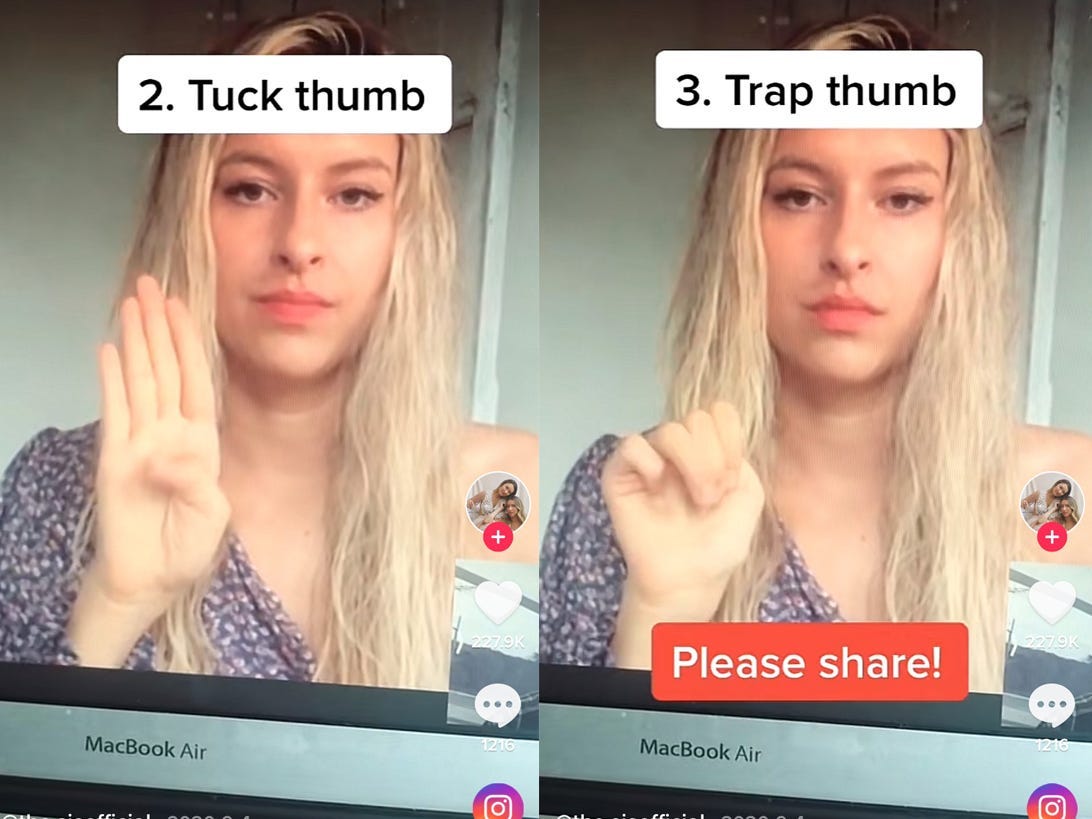 2. Tuck thumb
227.9K
1216
MacBook Air
3. Trap thumb
227.9K
Please share!
1216
MacBook Air